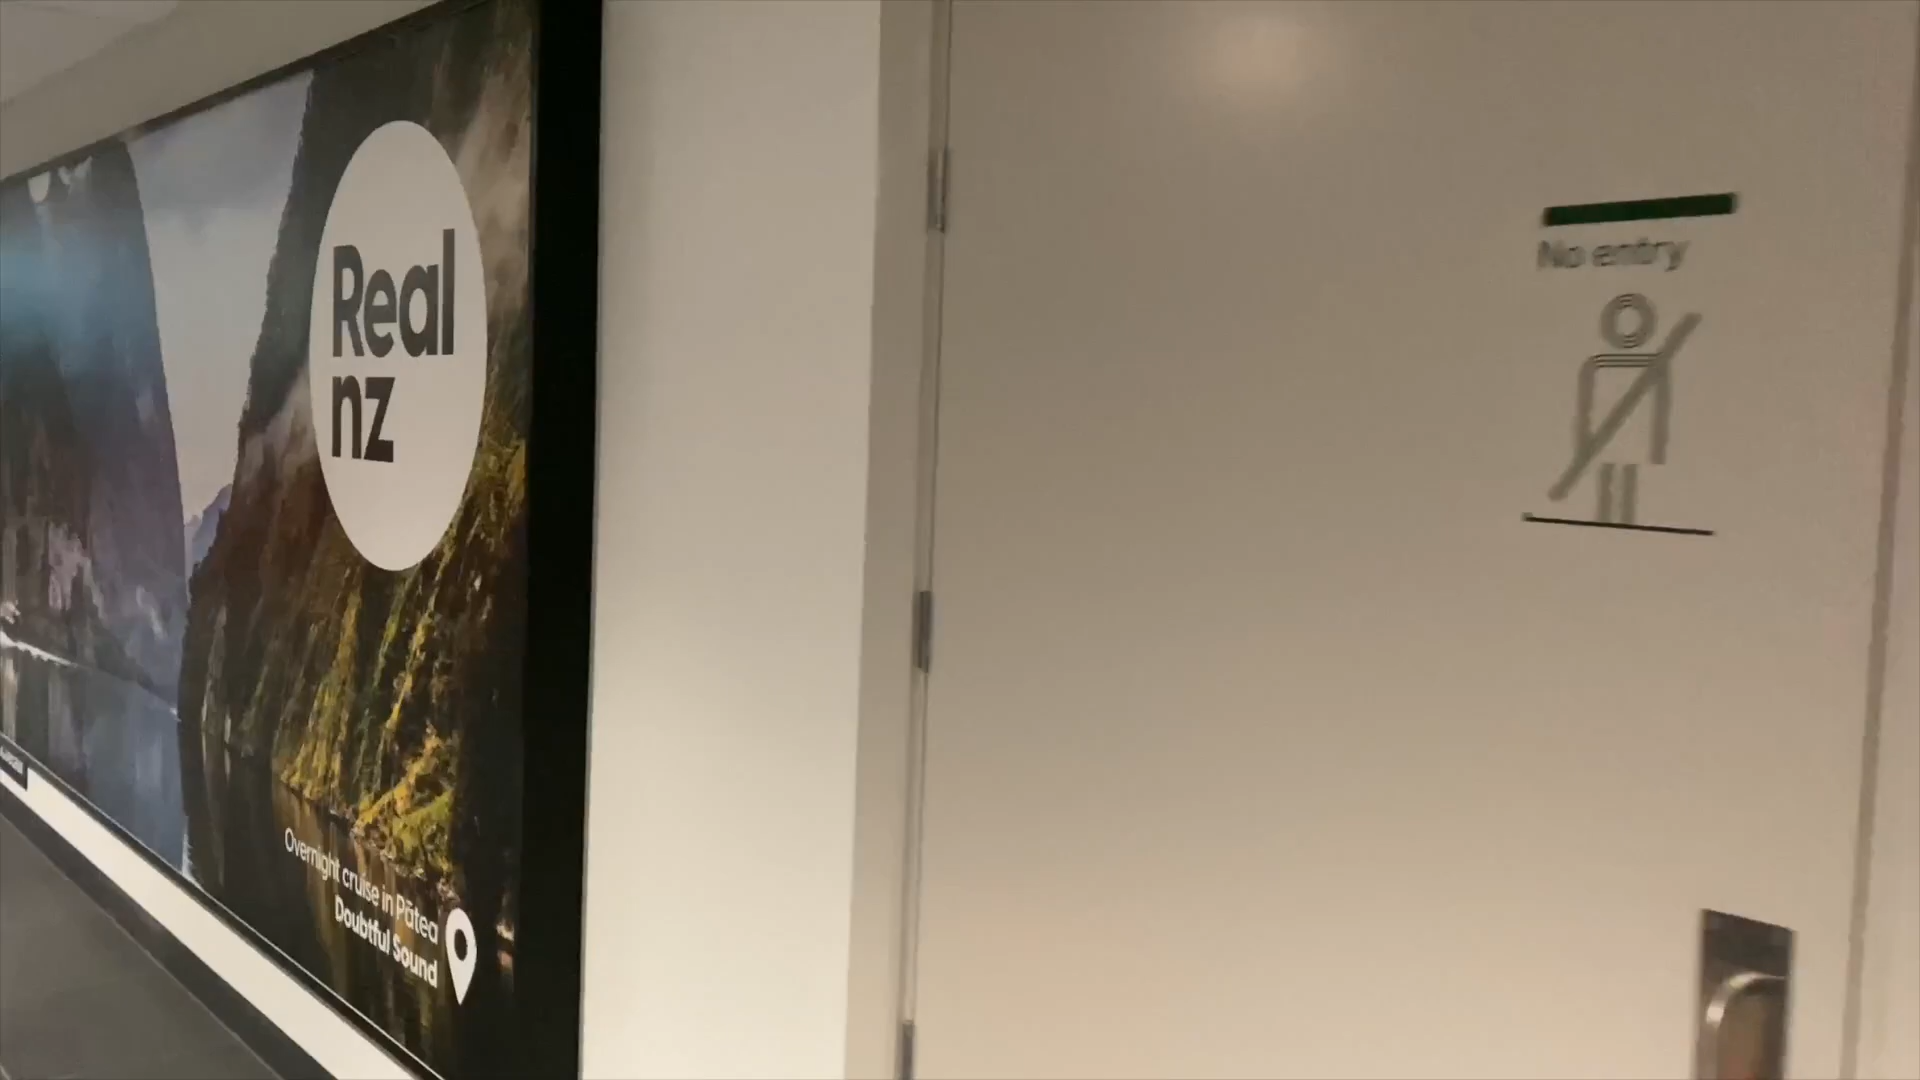 Real
nz
Overnight cruise in Pātea
Doubtful Sound
No entry